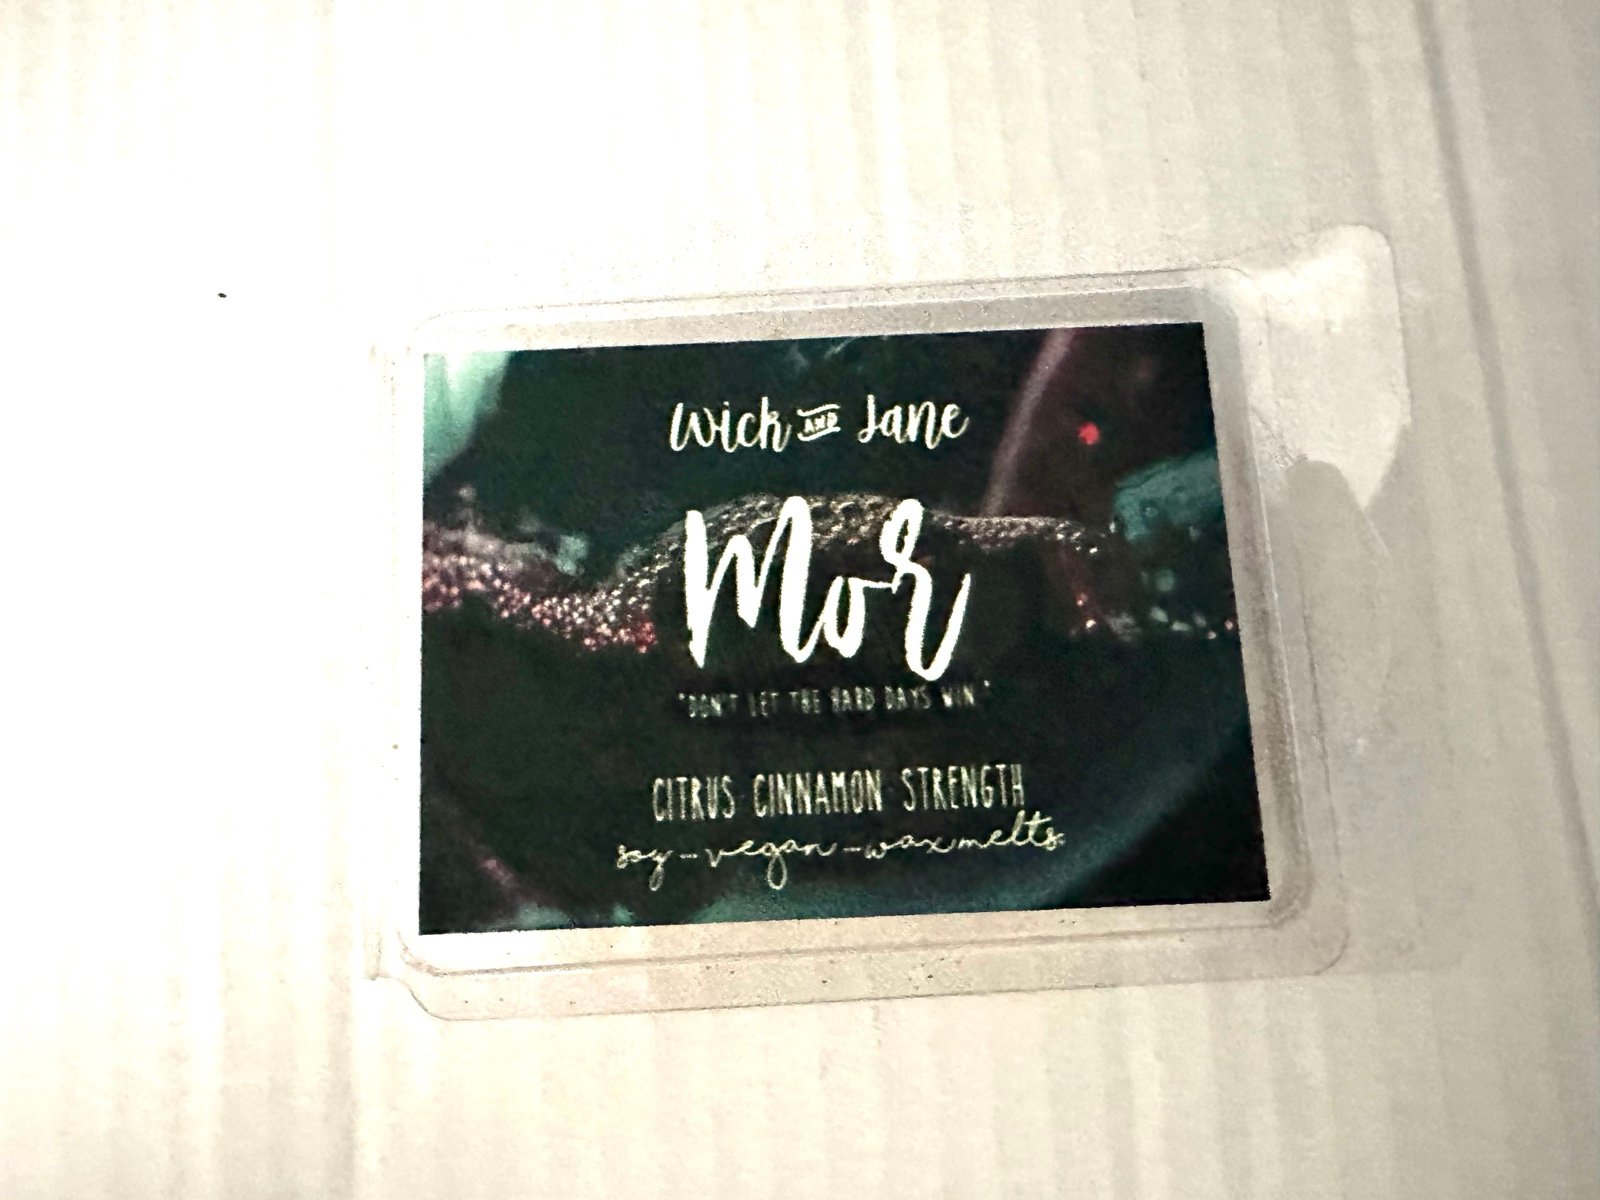 Wick AND Jane
Mor
"DON'T LET THE HARD DAYS WIN."
CITRUS CINNAMON STRENGTH
soy-vegan-waxmelts